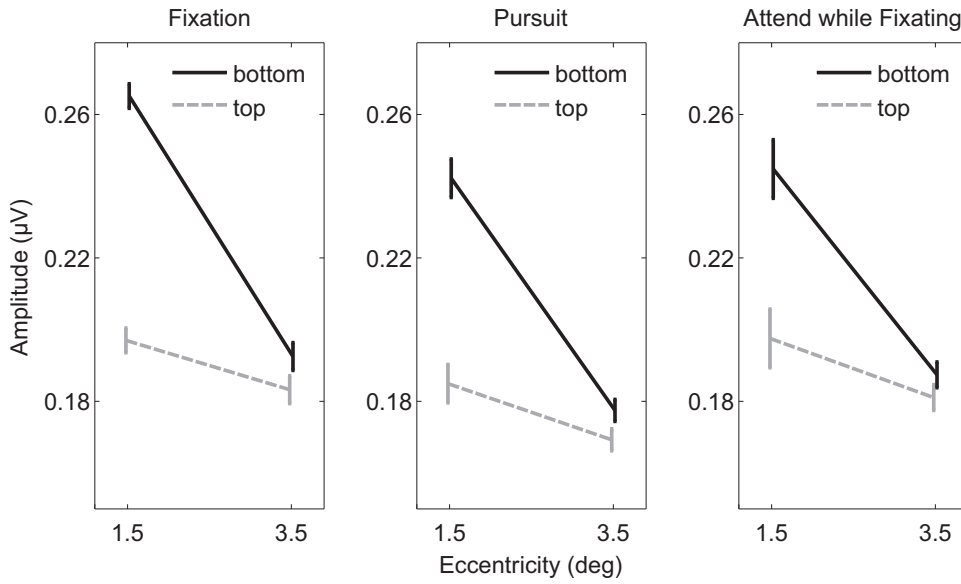 Fixation
Pursuit
Attend while Fixating
bottom
top
bottom
top
bottom
top
0.26
0.22
0.18
0.26
0.22
0.18
0.26
0.22
0.18
Amplitude (µV)
1.5
3.5
1.5
3.5
1.5
3.5
Eccentricity (deg)